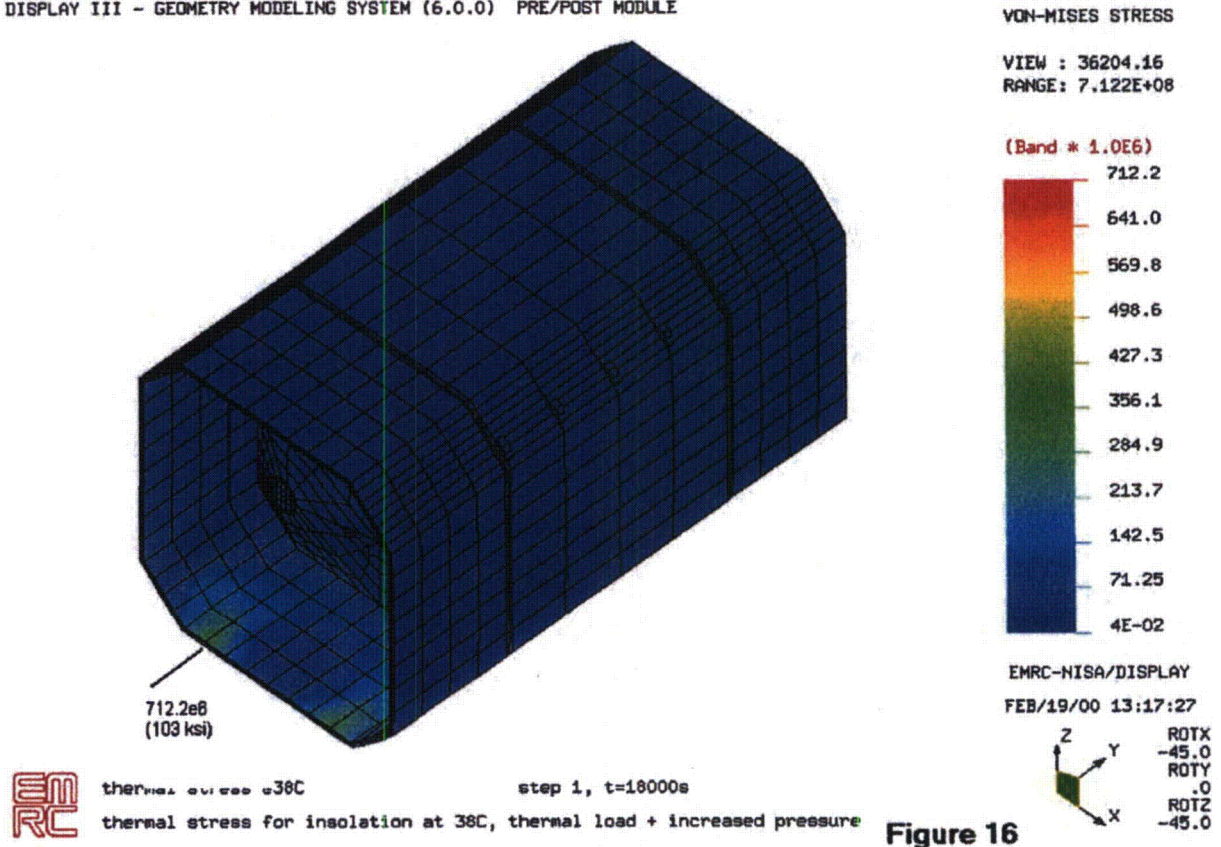 DISPLAY III - GEOMETRY MODELING SYSTEM (6.0.0) PRE/POST MODULE
VON-MISES STRESS
VIEW : 36204.16
RANGE: 7.122E+08
(Band * 1.0E6)
712.2
641.0
569.8
498.6
427.3
356.1
284.9
213.7
142.5
71.25
4E-02
712.2e6
(103 ksi)
EMRC-NISA/DISPLAY
FEB/19/00 13:17:27
Z
Y
X
ROTX
-45.0
ROTY
.0
ROTZ
-45.0
EMRC
38C step 1, t=18000s
thermal stress for insolation at 38C, thermal load + increased pressure
Figure 16